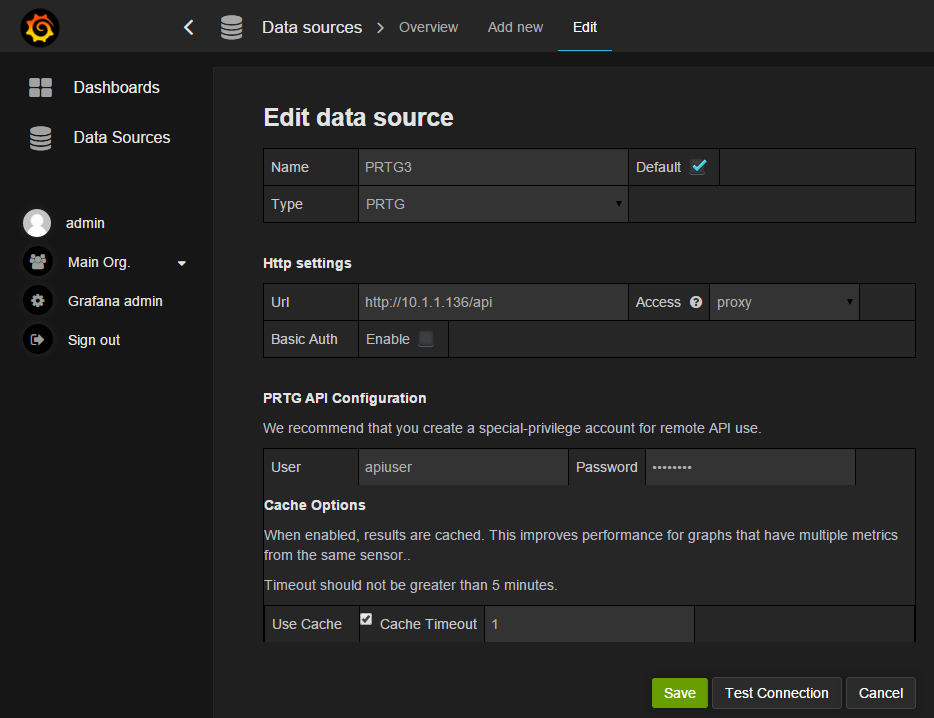 Data sources > Overview Add new Edit
Dashboards
Data Sources
admin
Main Org.
Grafana admin
Sign out
Edit data source
Name PRTG3 Default
Type PRTG
Http settings
Url http://10.1.1.136/api Access ? proxy
Basic Auth Enable
PRTG API Configuration
We recommend that you create a special-privilege account for remote API use.
User apiuser Password ••••••••
Cache Options
When enabled, results are cached. This improves performance for graphs that have multiple metrics
from the same sensor..
Timeout should not be greater than 5 minutes.
Use Cache Cache Timeout 1
Save Test Connection Cancel